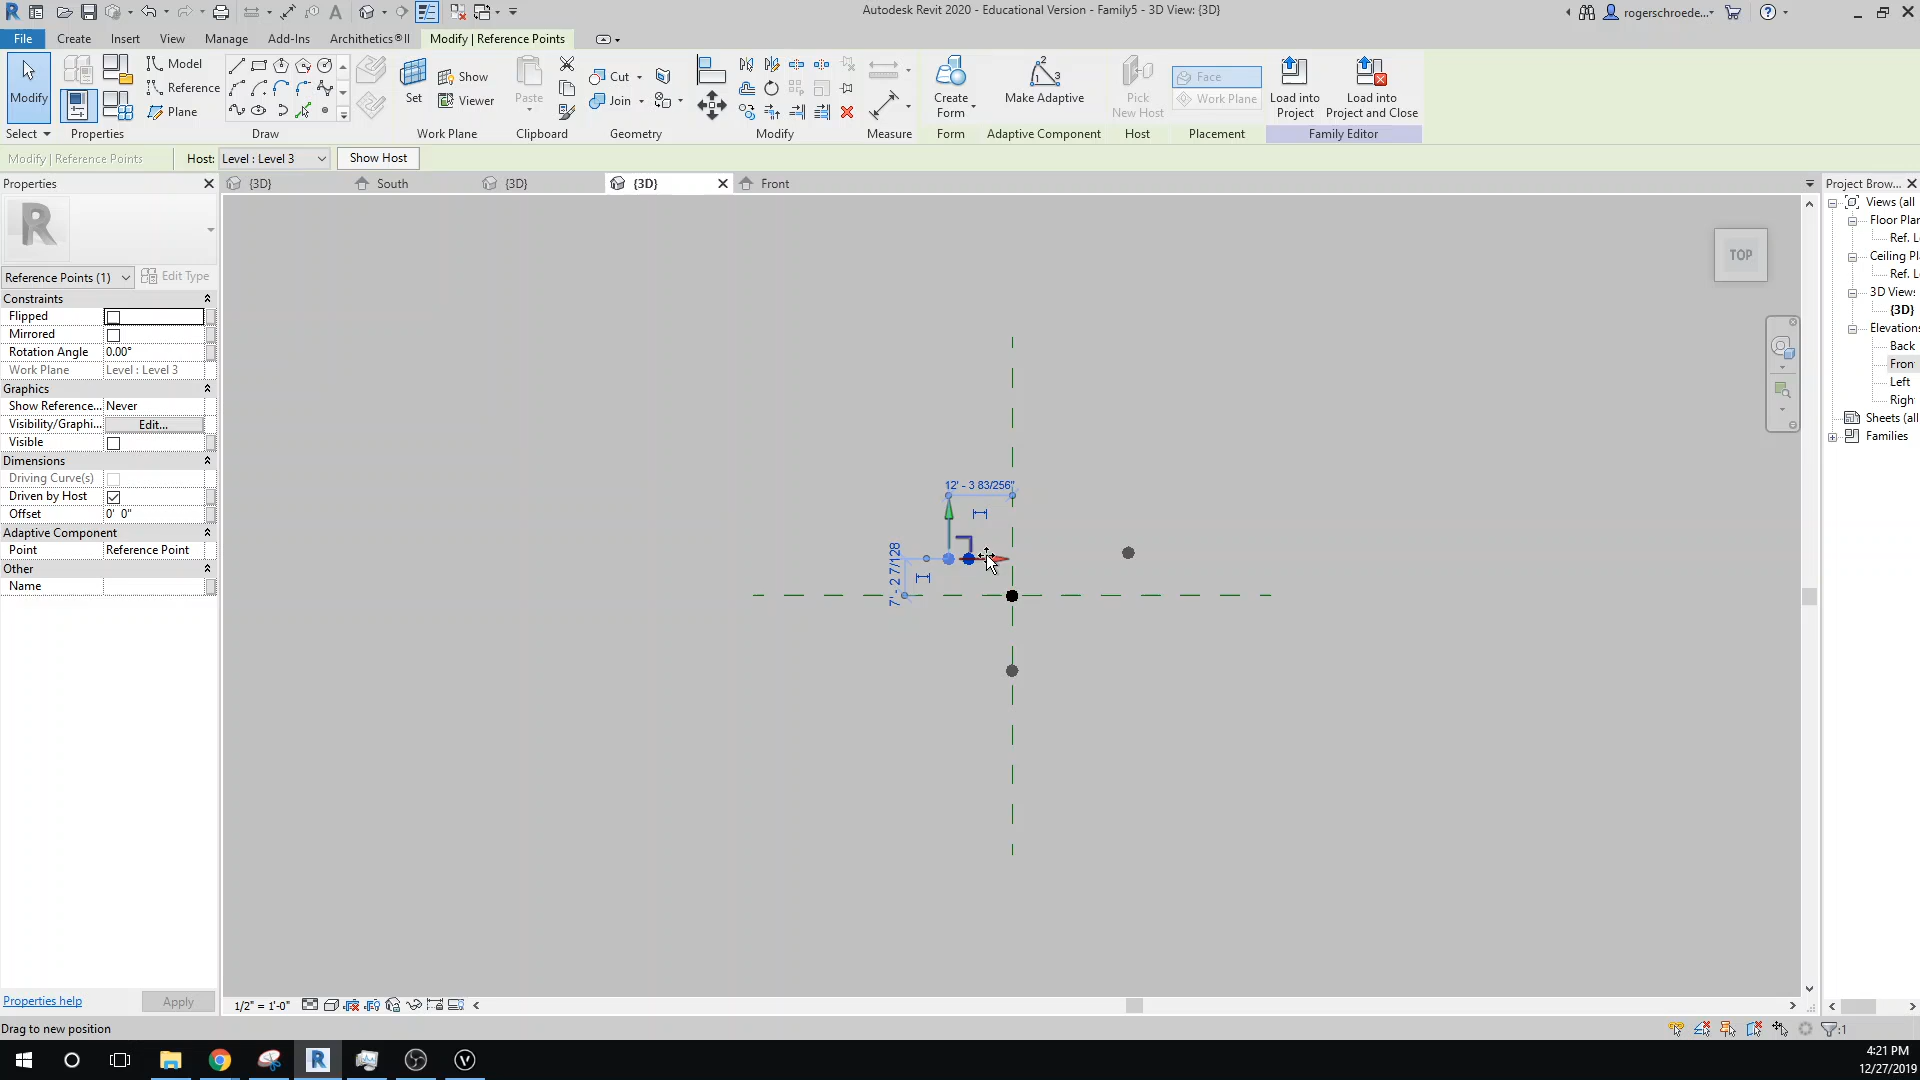 Autodesk Revit 2020 - Educational Version - Family5 - 3D View: {3D}
rogerschroede...
File Create Insert View Manage Add-Ins Archithetics®II Modify | Reference Points
Modify
Model
Reference
Plane
Set
Show
Viewer
Paste
Cut
Join
Create
Form
Make Adaptive
Pick
New Host
Face
Work Plane
Load into
Project
Load into
Project and Close
Select Properties Draw Work Plane Clipboard Geometry Modify Measure Form Adaptive Component Host Placement Family Editor
Modify | Reference Points Host: Level : Level 3 Show Host
Properties
{3D} South {3D} {3D} Front
Project Brow...
R
Reference Points (1) Edit Type
Constraints
Flipped
Mirrored
Rotation Angle 0.00°
Work Plane Level : Level 3
Graphics
Show Reference... Never
Visibility/Graphi... Edit...
Visible
Dimensions
Driving Curve(s)
Driven by Host
Offset 0' 0"
Adaptive Component
Point Reference Point
Other
Name
Properties help Apply
TOP
12' - 3 83/256"
7' - 2 7/128
Views (all
Floor Plan
Ref. L
Ceiling Pl
Ref. L
3D Views
{3D}
Elevations
Back
Fron
Left
Righ
Sheets (all
Families
1/2" = 1'-0"
Drag to new position
:1
4:21 PM
12/27/2019